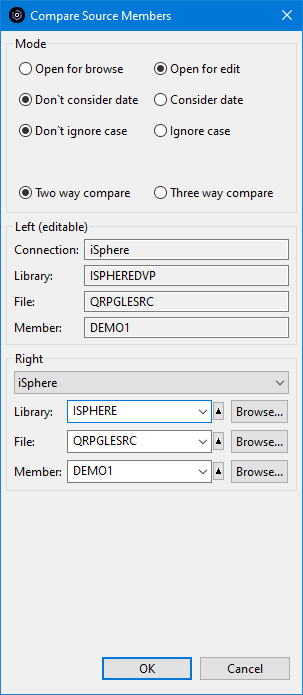 Compare Source Members
Mode
Open for browse Open for edit
Don`t consider date Consider date
Don`t ignore case Ignore case
Two way compare Three way compare
Left (editable)
Connection: iSphere
Library: ISPHEREDVP
File: QRPGLESRC
Member: DEMO1
Right
iSphere
Library: ISPHERE Browse...
File: QRPGLESRC Browse...
Member: DEMO1 Browse...
OK Cancel